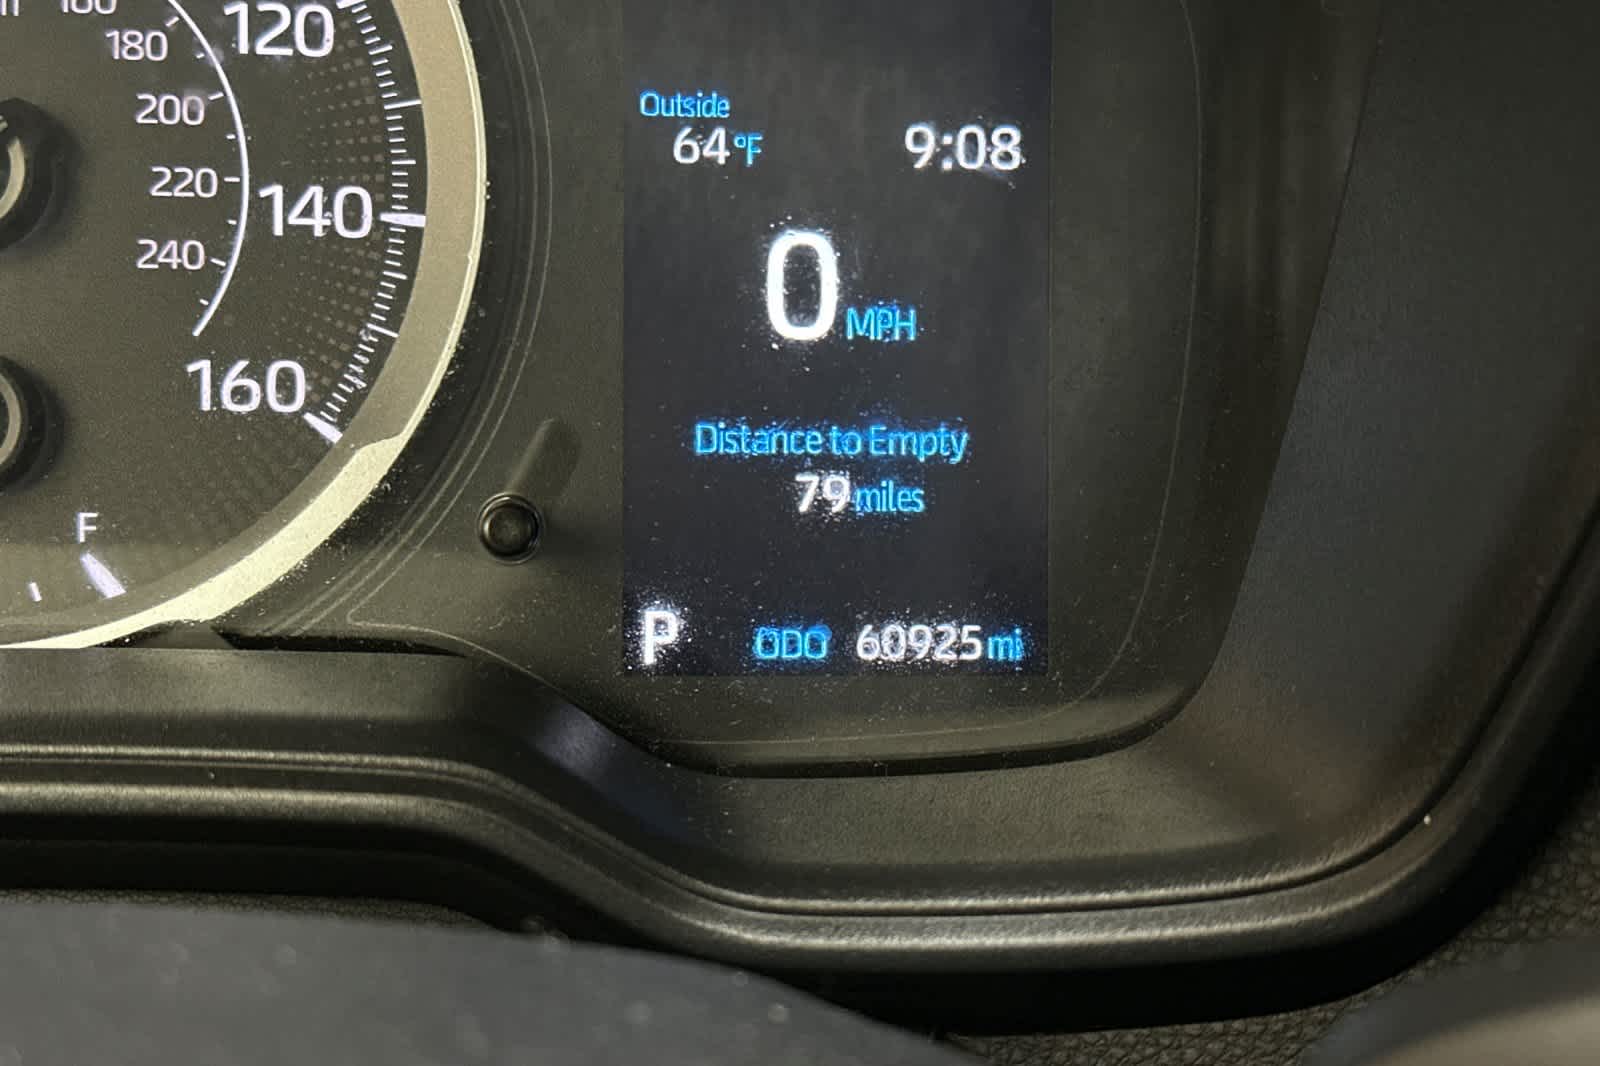 180
120
200
220
140
240
160
F
Outside
64°F
9:08
0 MPH
Distance to Empty
79 miles
P
ODO 60925 mi